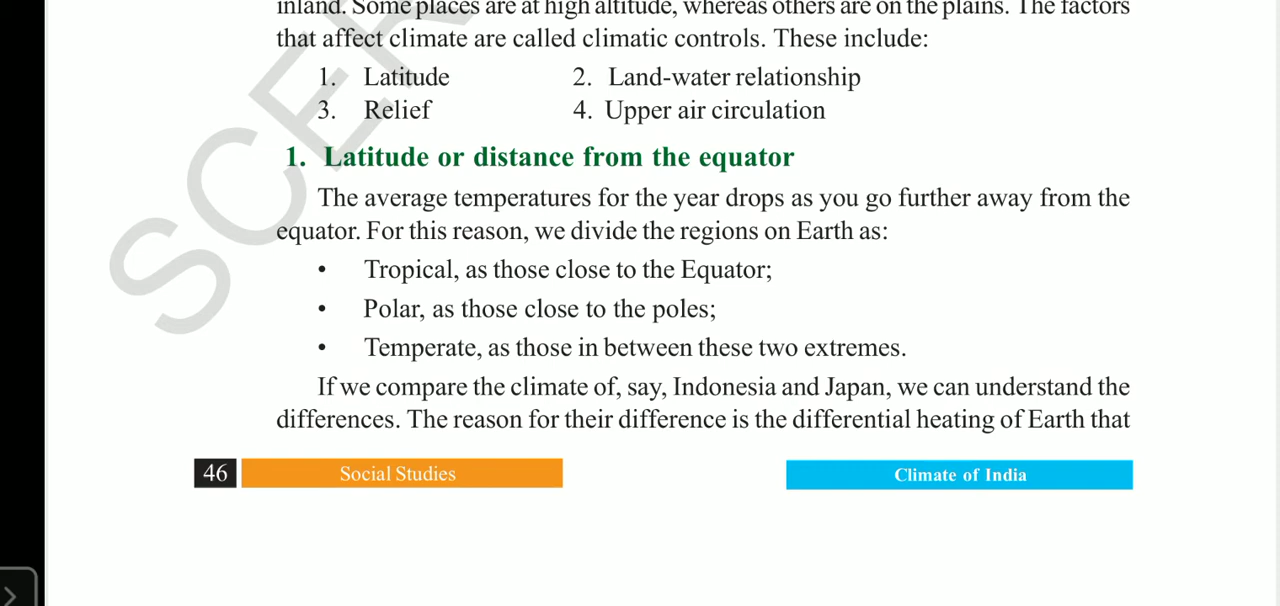 inland. Some places are at high altitude, whereas others are on the plains. The factors
that affect climate are called climatic controls. These include:
1. Latitude 2. Land-water relationship
3. Relief 4. Upper air circulation
1. Latitude or distance from the equator
The average temperatures for the year drops as you go further away from the
equator. For this reason, we divide the regions on Earth as:
• Tropical, as those close to the Equator;
• Polar, as those close to the poles;
• Temperate, as those in between these two extremes.
If we compare the climate of, say, Indonesia and Japan, we can understand the
differences. The reason for their difference is the differential heating of Earth that
46 Social Studies Climate of India
SCER